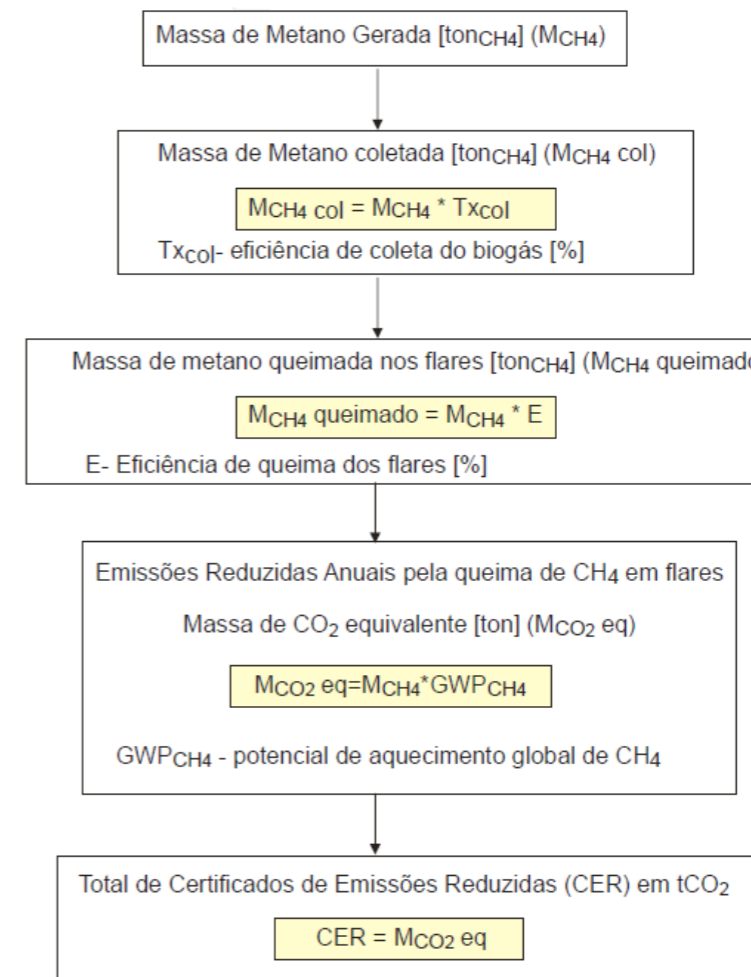 Massa de Metano Gerada [tonCH4] (MCH4)
Massa de Metano coletada [tonCH4] (MCH4 col)
MCH4 col = MCH4 * TxCOl
TxCOl- eficiência de coleta do biogás [%]
Massa de metano queimada nos flares [tonCH4] (MCH4 queimado
MCH4 queimado = MCH4 * E
E- Eficiência de queima dos flares [%]
Emissões Reduzidas Anuais pela queima de CH4 em flares
Massa de CO2 equivalente [ton] (MCO2 eq)
MCO2 eq=MCH4*GWPCH4
GWPCH4 - potencial de aquecimento global de CH4
Total de Certificados de Emissões Reduzidas (CER) em tCO2
CER = MCO2 eq